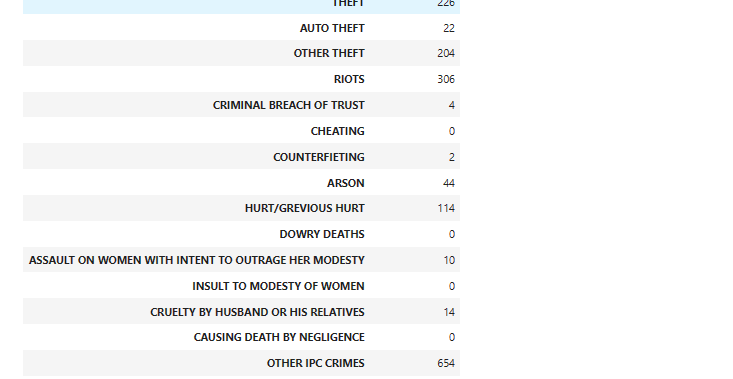 THEFT 226
AUTO THEFT 22
OTHER THEFT 204
RIOTS 306
CRIMINAL BREACH OF TRUST 4
CHEATING 0
COUNTERFIETING 2
ARSON 44
HURT/GREVIOUS HURT 114
DOWRY DEATHS 0
ASSAULT ON WOMEN WITH INTENT TO OUTRAGE HER MODESTY 10
INSULT TO MODESTY OF WOMEN 0
CRUELTY BY HUSBAND OR HIS RELATIVES 14
CAUSING DEATH BY NEGLIGENCE 0
OTHER IPC CRIMES 654